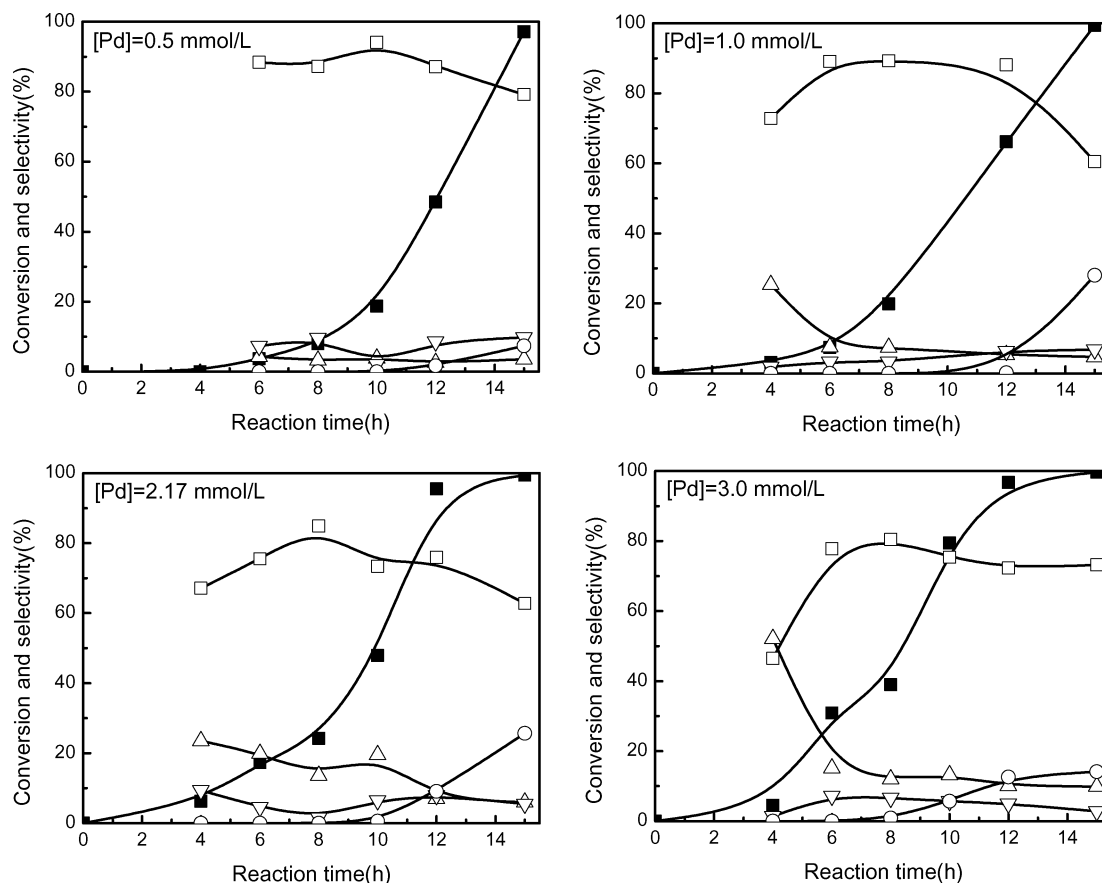 [Pd]=0.5 mmol/L
100
80
60
40
20
0
Conversion and selectivity(%)
0 2 4 6 8 10 12 14
Reaction time(h)
[Pd]=1.0 mmol/L
100
80
60
40
20
0
Conversion and selectivity(%)
0 2 4 6 8 10 12 14
Reaction time(h)
[Pd]=2.17 mmol/L
100
80
60
40
20
0
Conversion and selectivity(%)
0 2 4 6 8 10 12 14
Reaction time(h)
[Pd]=3.0 mmol/L
100
80
60
40
20
0
Conversion and selectivity(%)
0 2 4 6 8 10 12 14
Reaction time(h)